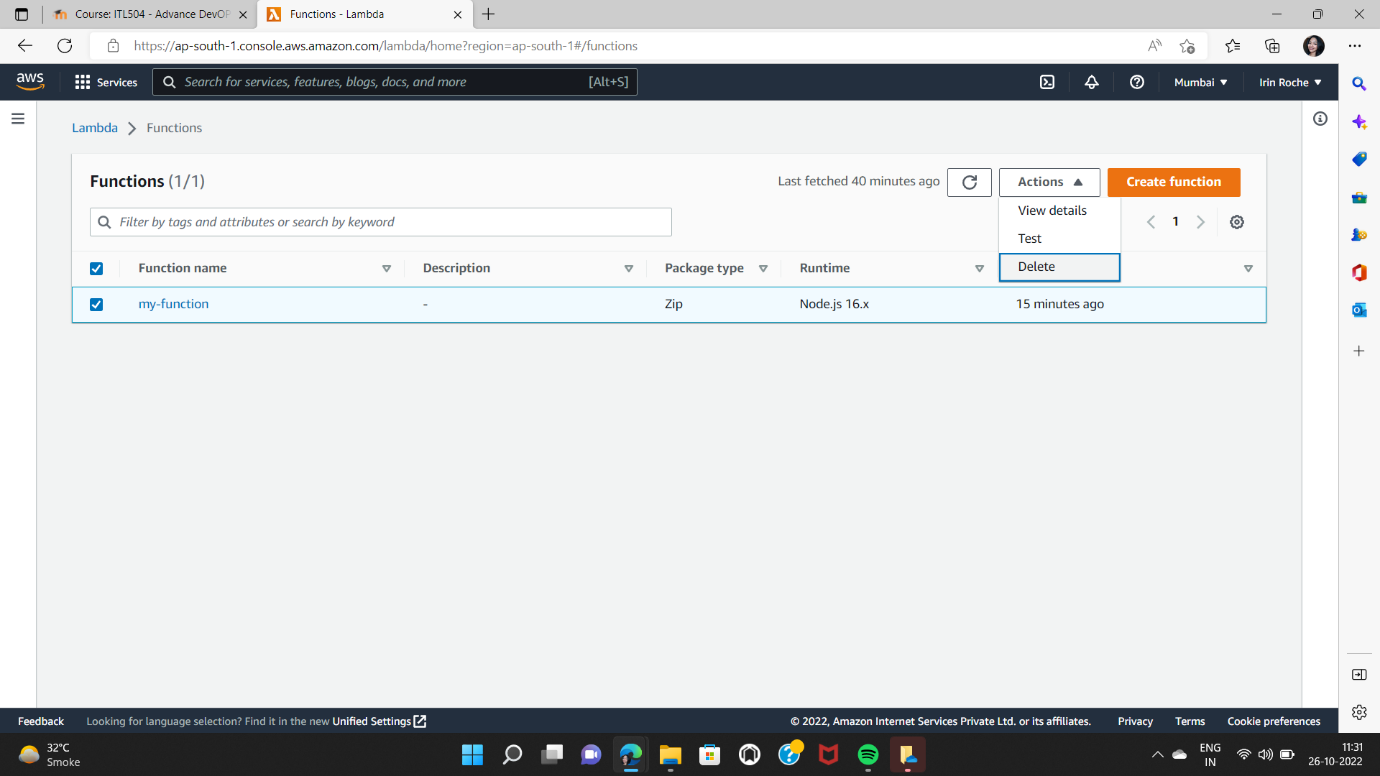 Course: ITL504 - Advance DevOP
Functions - Lambda
https://ap-south-1.console.aws.amazon.com/lambda/home?region=ap-south-1#/functions
aws
Services
Search for services, features, blogs, docs, and more
[Alt+S]
Mumbai
Irin Roche
Lambda
Functions
Functions (1/1)
Last fetched 40 minutes ago
Actions
Create function
View details
Filter by tags and attributes or search by keyword
1
Test
Function name
Description
Package type
Runtime
Delete
my-function
-
Zip
Node.js 16.x
15 minutes ago
Feedback
Looking for language selection? Find it in the new Unified Settings
© 2022, Amazon Internet Services Private Ltd. or its affiliates.
Privacy
Terms
Cookie preferences
32°C
Smoke
ENG
IN
11:31
26-10-2022